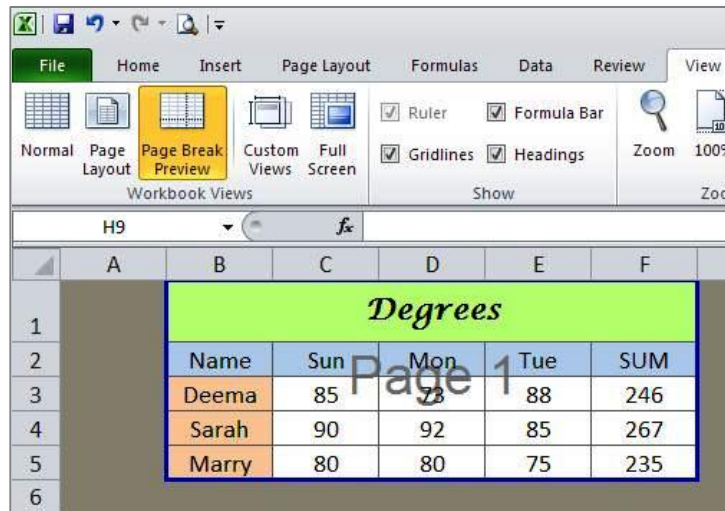 File Home Insert Page Layout Formulas Data Review View
Ruler Formula Bar
Normal Page Layout Page Break Preview Custom Views Full Screen Gridlines Headings Zoom 100%
Workbook Views Show Zoo
H9 fx
A B C D E F
1 Degrees
2 Name Sun Mon Tue SUM
Page 1
3 Deema 85 73 88 246
4 Sarah 90 92 85 267
5 Marry 80 80 75 235
6